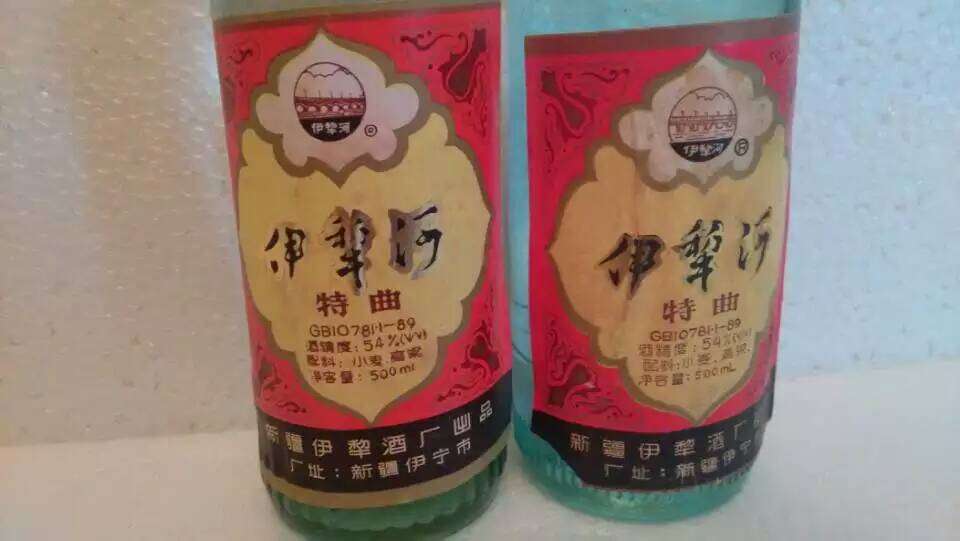 伊犁河
®
伊犁河
特曲
GB10781·1-89
酒精度：54%(V/V)
配料：小麦、高粱
净容量：500mL
新疆伊犁酒厂出品
厂址：新疆伊宁市
伊犁河
®
伊犁河
特曲
GB10781·1-89
酒精度：54%(V/V)
配料：小麦、高粱
净容量：500mL
新疆伊犁酒厂
厂址：新疆伊宁